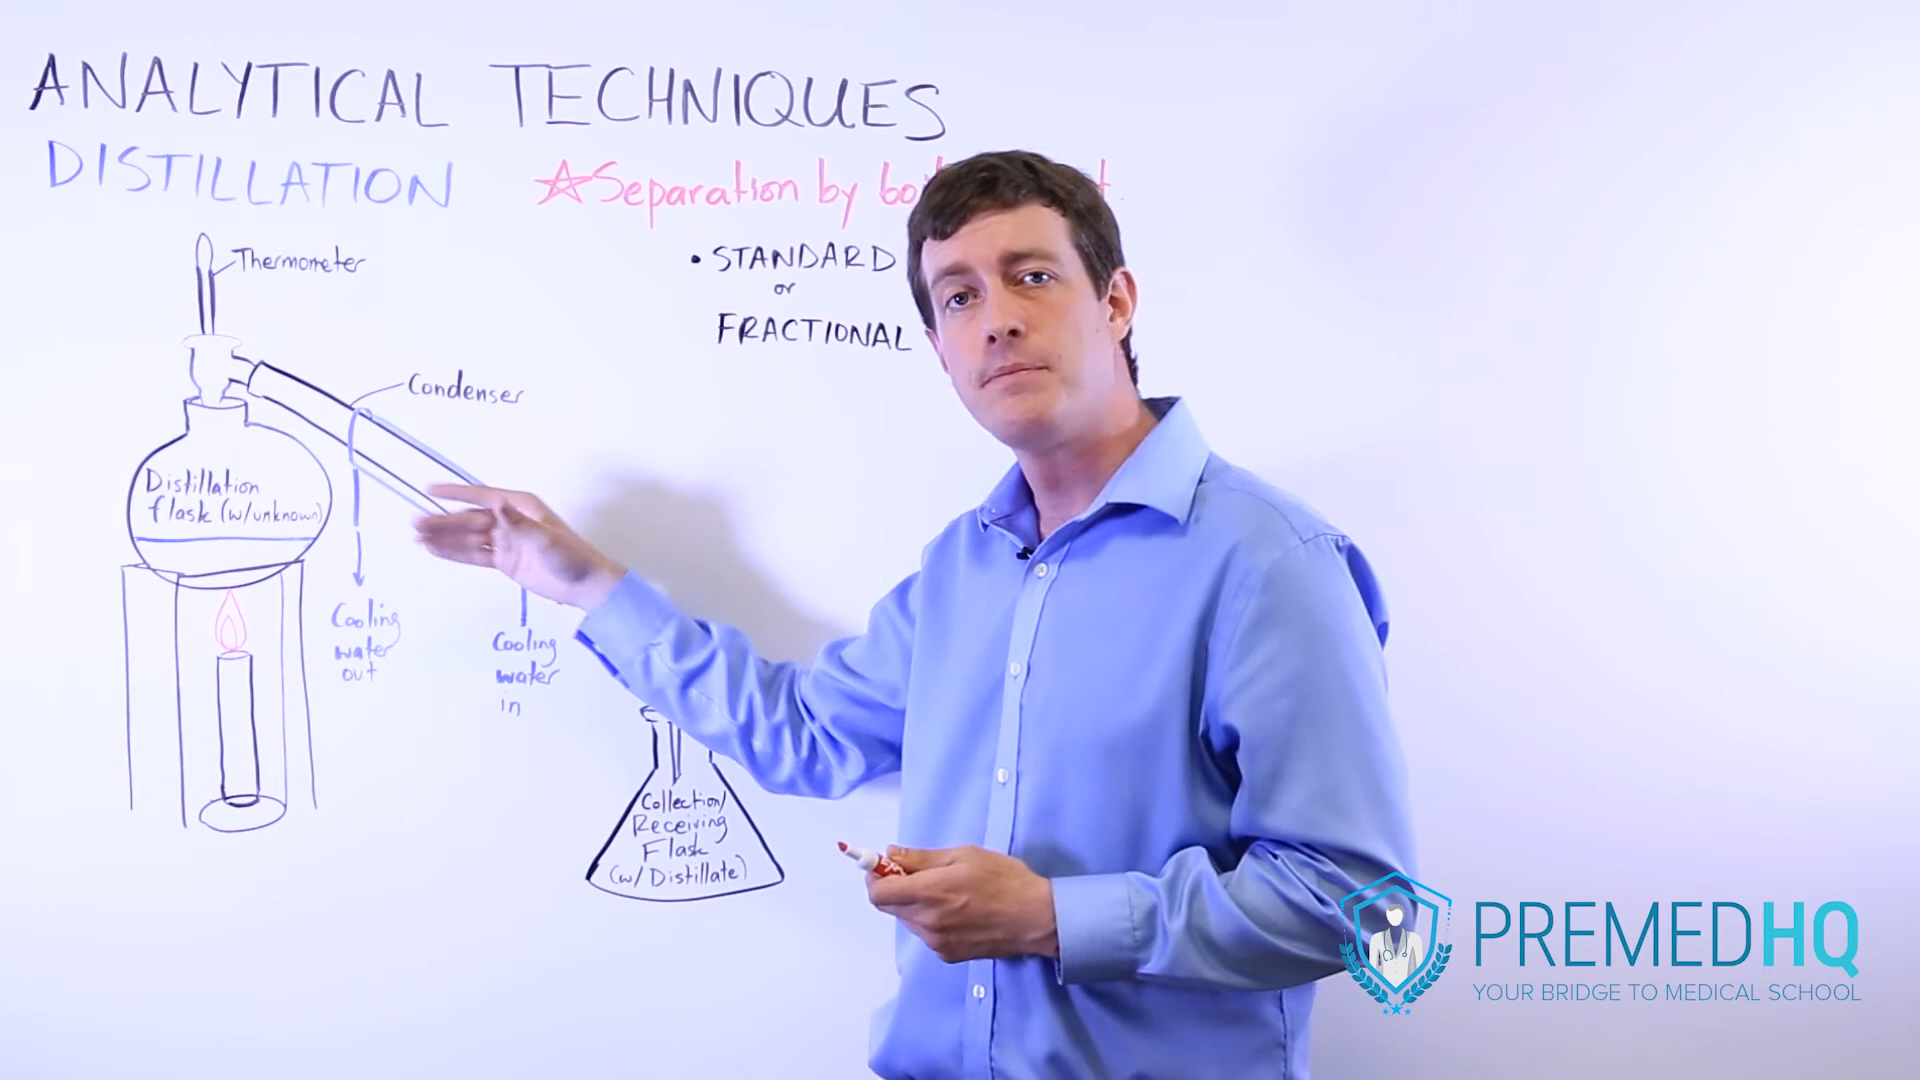 ANALYTICAL TECHNIQUES
DISTILLATION
Separation by
• STANDARD
or
FRACTIONAL
Thermometer
Condenser
Distillation
flask (w/unknown)
Cooling
water
out
Cooling
water
in
Collection/
Receiving
Flask
(w/ Distillate)
PREMEDHQ
YOUR BRIDGE TO MEDICAL SCHOOL